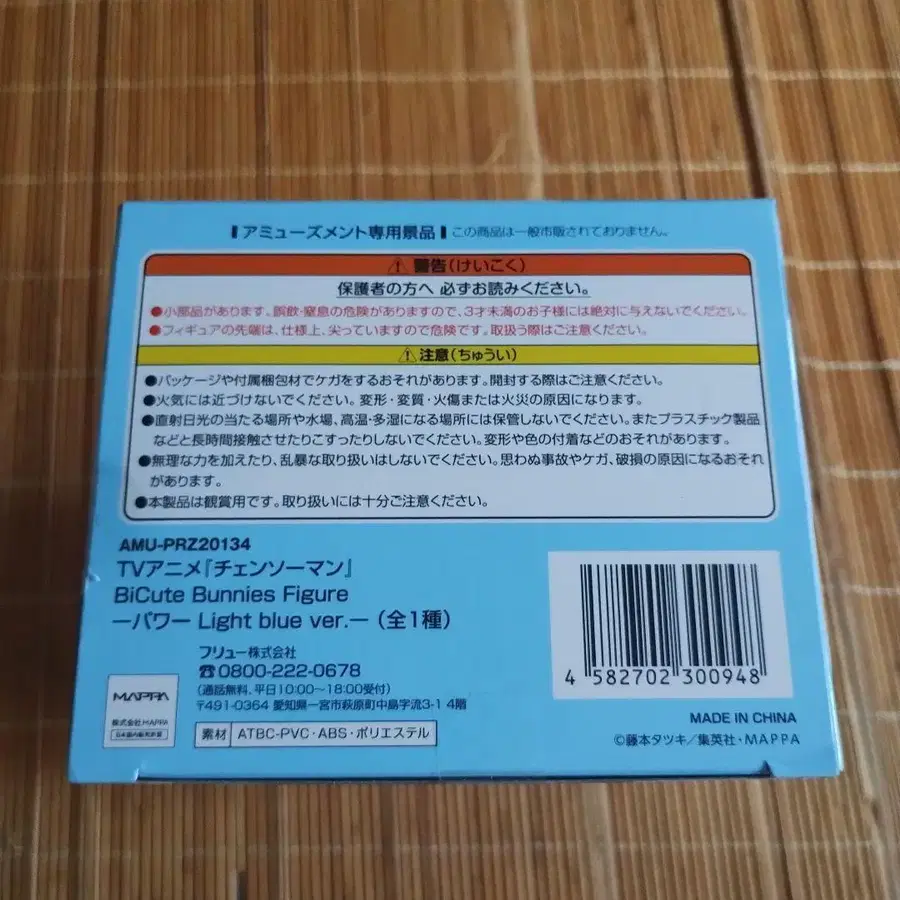 アミューズメント専用景品 この商品は一般市販されておりません。
⚠警告(けいこく)
保護者の方へ 必ずお読みください。
●小部品があります。誤飲・窒息の危険がありますので、3才未満のお子様には絶対に与えないでください。
●フィギュアの先端は、仕様上、尖っていますので危険です。取扱う際はご注意ください。
⚠注意(ちゅうい)
●パッケージや付属梱包材でケガをするおそれがあります。開封する際はご注意ください。
●火気には近づけないでください。変形・変質・火傷または火災の原因になります。
●直射日光の当たる場所や水場、高温・多湿になる場所には保管しないでください。またプラスチック製品
などと長時間接触させたりこすったりしないでください。変形や色の付着などのおそれがあります。
●無理な力を加えたり、乱暴な取り扱いはしないでください。思わぬ事故やケガ、破損の原因になるおそれ
があります。
●本製品は観賞用です。取り扱いには十分ご注意ください。
AMU-PRZ20134
TVアニメ『チェンソーマン』
BiCute Bunnies Figure
ーパワー Light blue ver.ー(全1種)
フリュー株式会社
☎0800-222-0678
(通話無料、平日10:00~18:00受付)
〒491-0364 愛知県一宮市萩原町中島字流3-1 4階
素材 ATBC-PVC・ABS・ポリエステル
MAPPA
株式会社MAPPA
日本国内販売許諾
4 582702 300948
MADE IN CHINA
©藤本タツキ/集英社・MAPPA